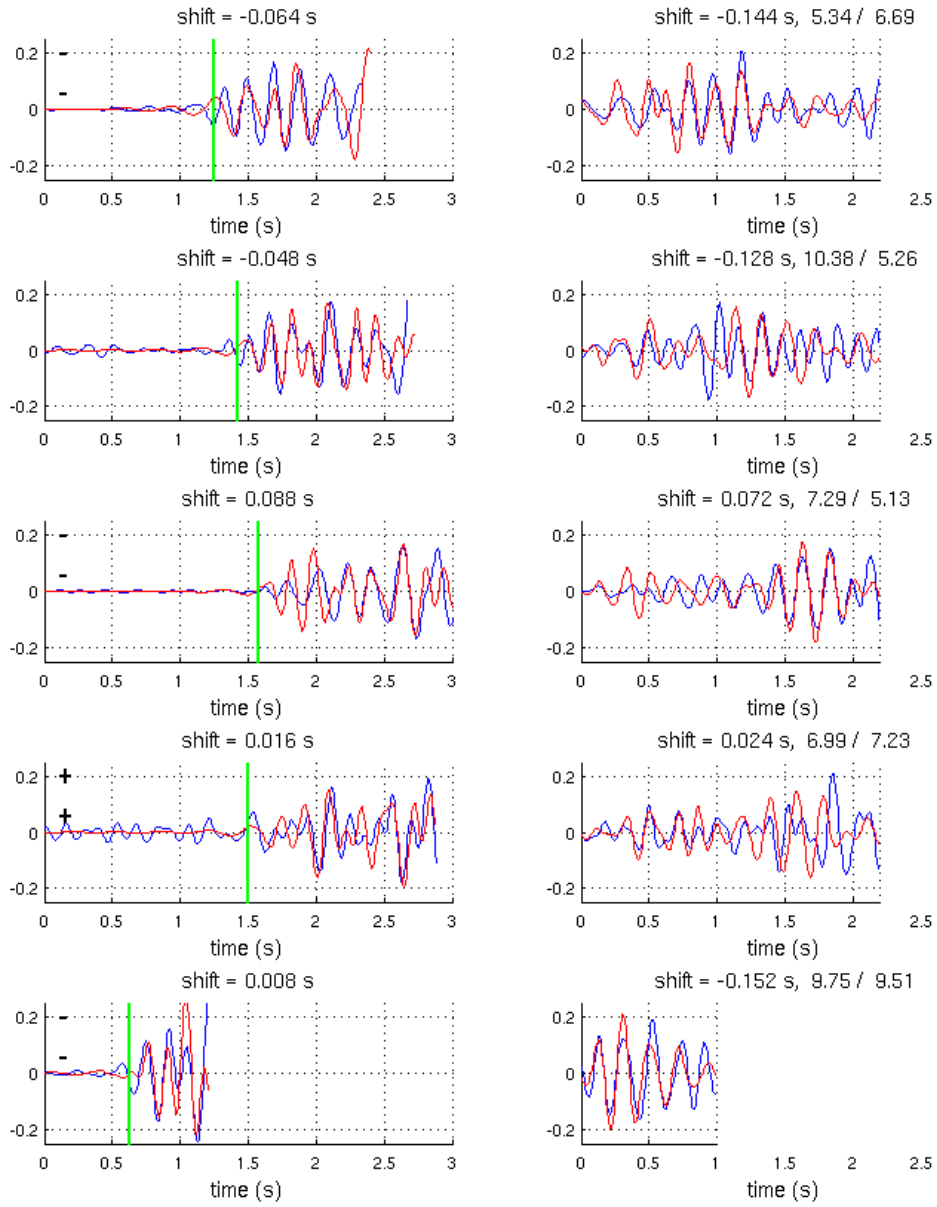 shift = -0.064 s
shift = -0.144 s, 5.34 / 6.69
0.2
0
-0.2
-
-
0 0.5 1 1.5 2 2.5 3
time (s)
0.2
0
-0.2
0 0.5 1 1.5 2 2.5
time (s)
shift = -0.048 s
shift = -0.128 s, 10.38 / 5.26
0.2
0
-0.2
0 0.5 1 1.5 2 2.5 3
time (s)
0.2
0
-0.2
0 0.5 1 1.5 2 2.5
time (s)
shift = 0.088 s
shift = 0.072 s, 7.29 / 5.13
0.2
0
-0.2
-
-
0 0.5 1 1.5 2 2.5 3
time (s)
0.2
0
-0.2
0 0.5 1 1.5 2 2.5
time (s)
shift = 0.016 s
shift = 0.024 s, 6.99 / 7.23
0.2
0
-0.2
+
+
0 0.5 1 1.5 2 2.5 3
time (s)
0.2
0
-0.2
0 0.5 1 1.5 2 2.5
time (s)
shift = 0.008 s
shift = -0.152 s, 9.75 / 9.51
0.2
0
-0.2
-
-
0 0.5 1 1.5 2 2.5 3
time (s)
0.2
0
-0.2
0 0.5 1 1.5 2 2.5
time (s)